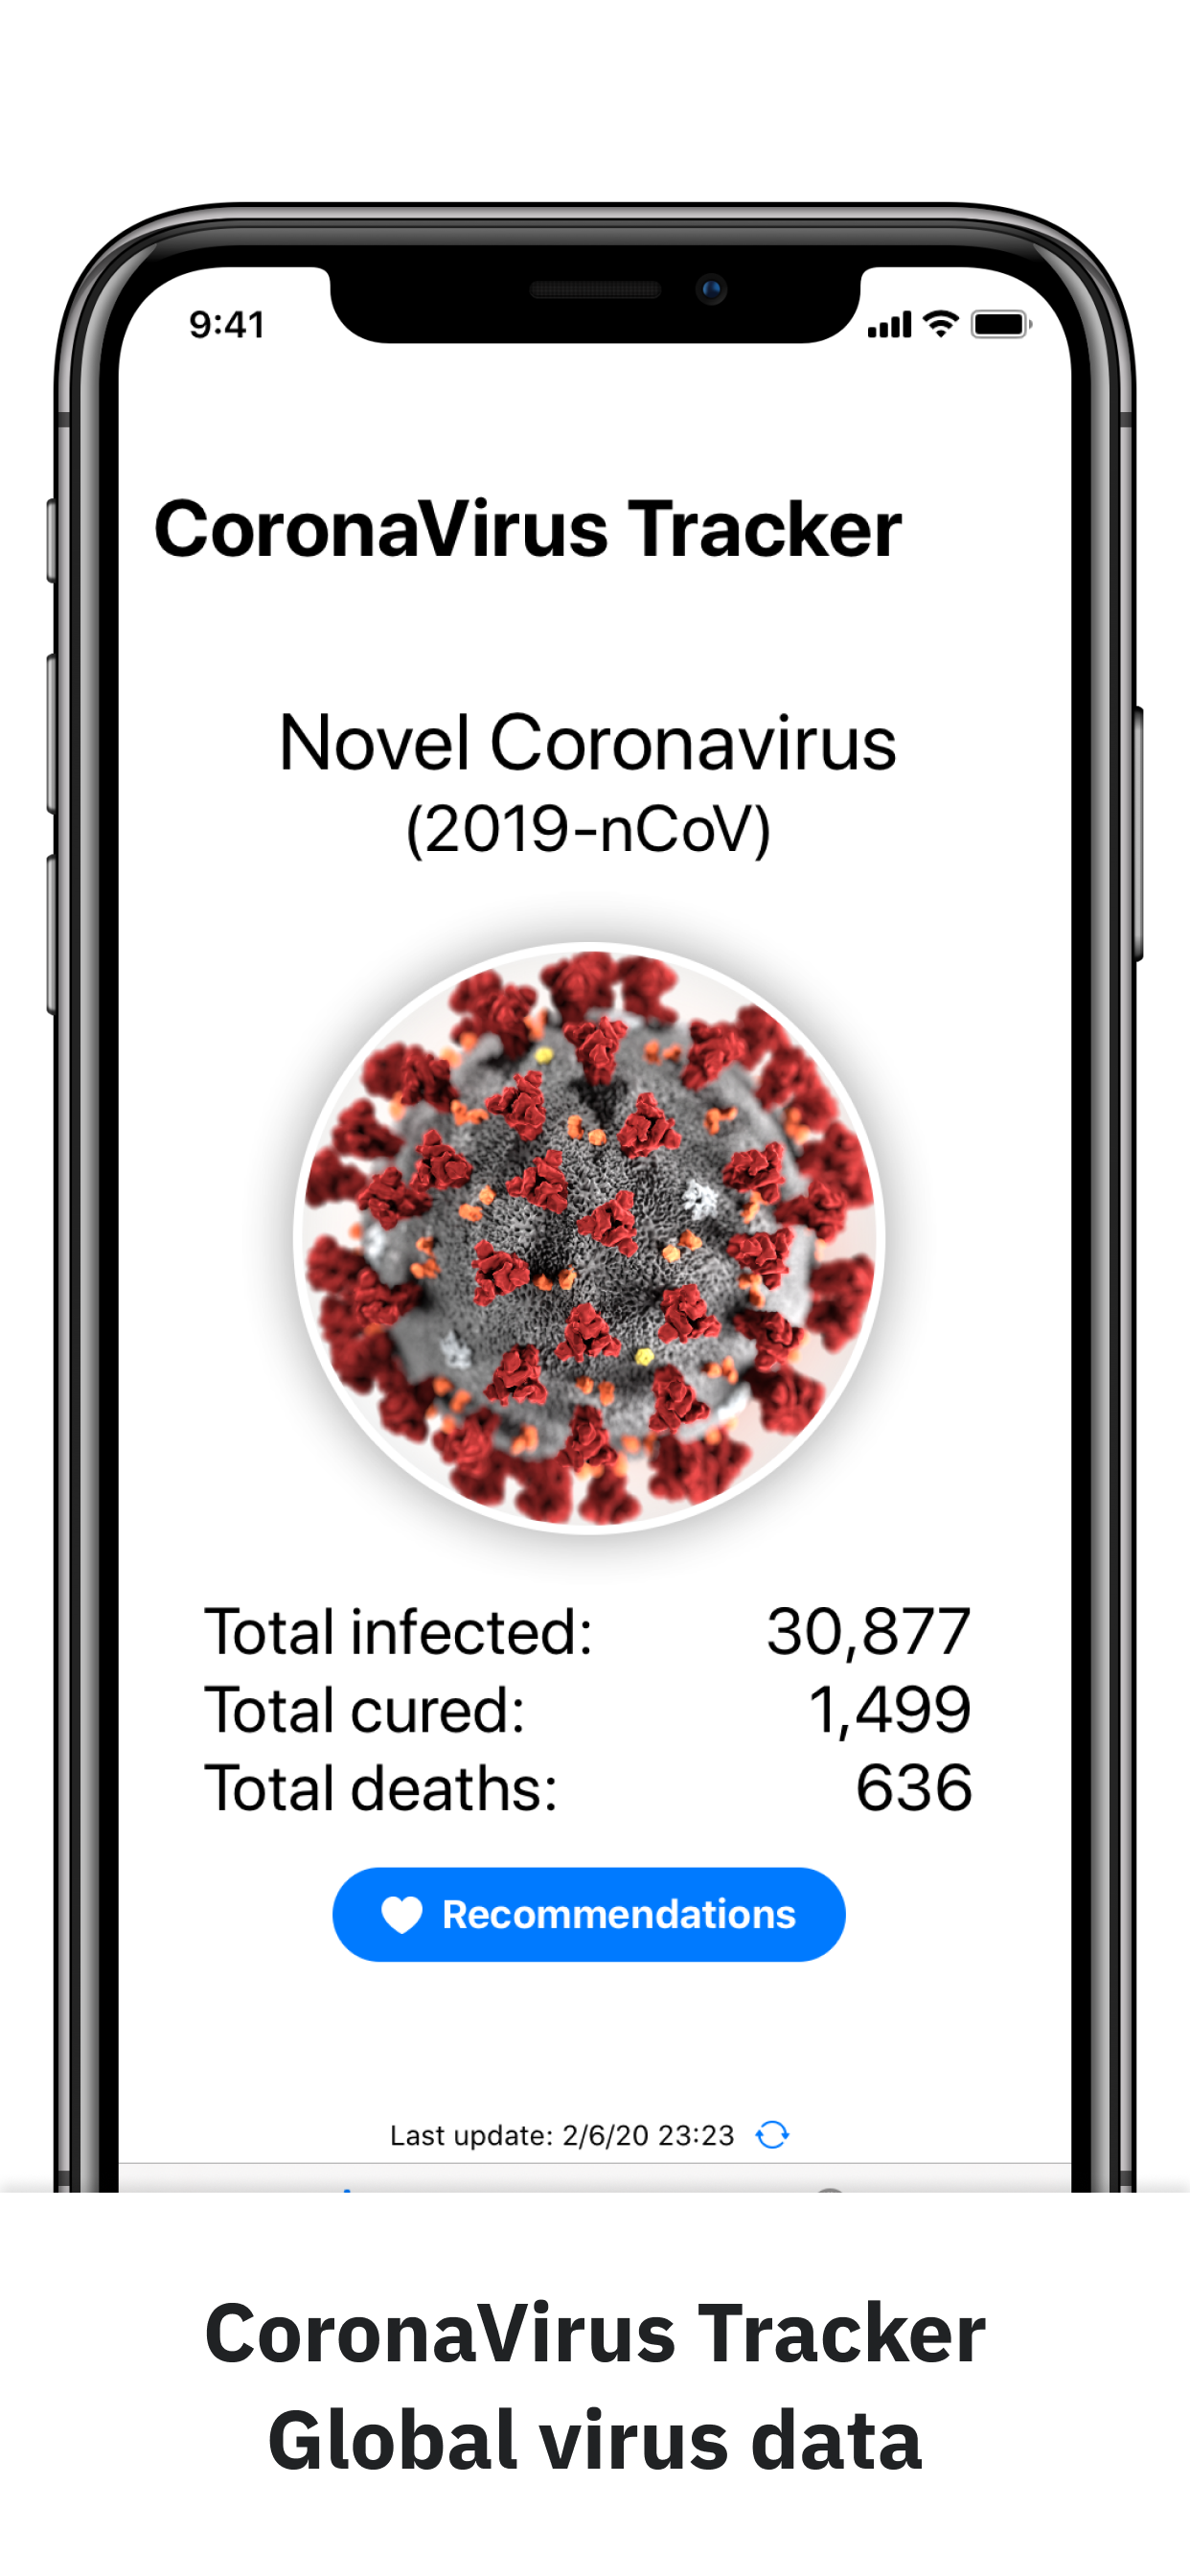 9:41
CoronaVirus Tracker
Novel Coronavirus
(2019-nCoV)
Total infected: 30,877
Total cured: 1,499
Total deaths: 636
Recommendations
Last update: 2/6/20 23:23
CoronaVirus Tracker
Global virus data